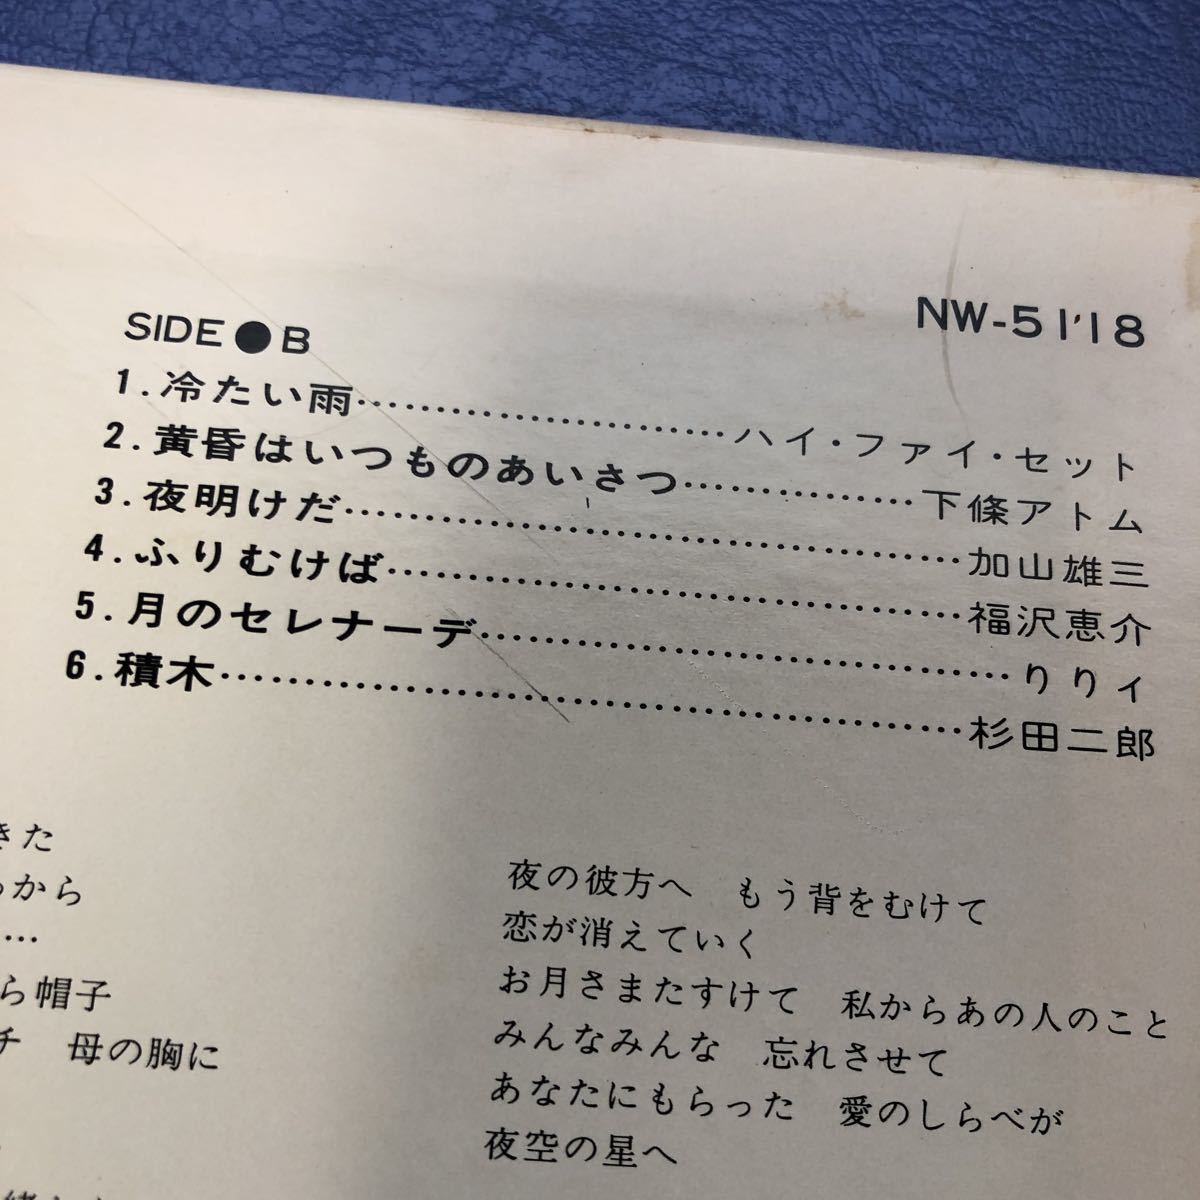 NW-5118
SIDE●B
1.冷たい雨……………………ハイ・ファイ・セット
2.黄昏はいつものあいさつ……………下條アトム
3.夜明けだ……………………………………加山雄三
4.ふりむけば…………………………………福沢恵介
5.月のセレナーデ………………………………りりィ
6.積木……………………………………………杉田二郎
きた
から
…
ら帽子
チ 母の胸に
夜の彼方へ もう背をむけて
恋が消えていく
お月さまたすけて 私からあの人のこと
みんなみんな 忘れさせて
あなたにもらった 愛のしらべが
夜空の星へ